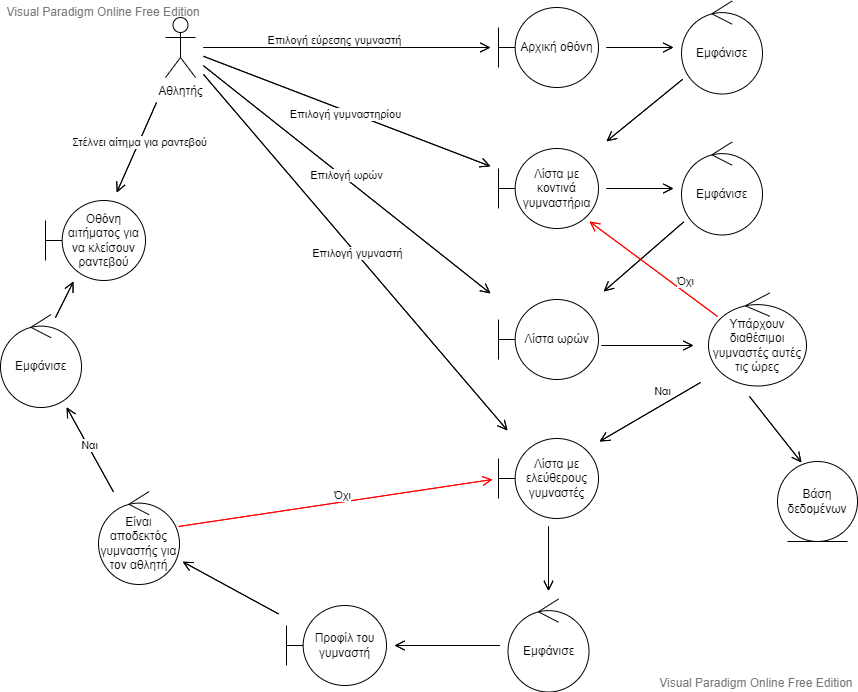 Visual Paradigm Online Free Edition
Αθλητής
Επιλογή εύρεσης γυμναστή
Αρχική οθόνη
Εμφάνισε
Επιλογή γυμναστηρίου
Στέλνει αίτημα για ραντεβού
Λίστα με
κοντινά
γυμναστήρια
Εμφάνισε
Επιλογή ωρών
Οθόνη
αιτήματος για
να κλείσουν
ραντεβού
Επιλογή γυμναστή
Όχι
Λίστα ωρών
Υπάρχουν
διαθέσιμοι
γυμναστές αυτές
τις ώρες
Εμφάνισε
Ναι
Ναι
Λίστα με
ελεύθερους
γυμναστές
Όχι
Βάση
δεδομένων
Είναι
αποδεκτός
γυμναστής για
τον αθλητή
Προφίλ του
γυμναστή
Εμφάνισε
Visual Paradigm Online Free Edition